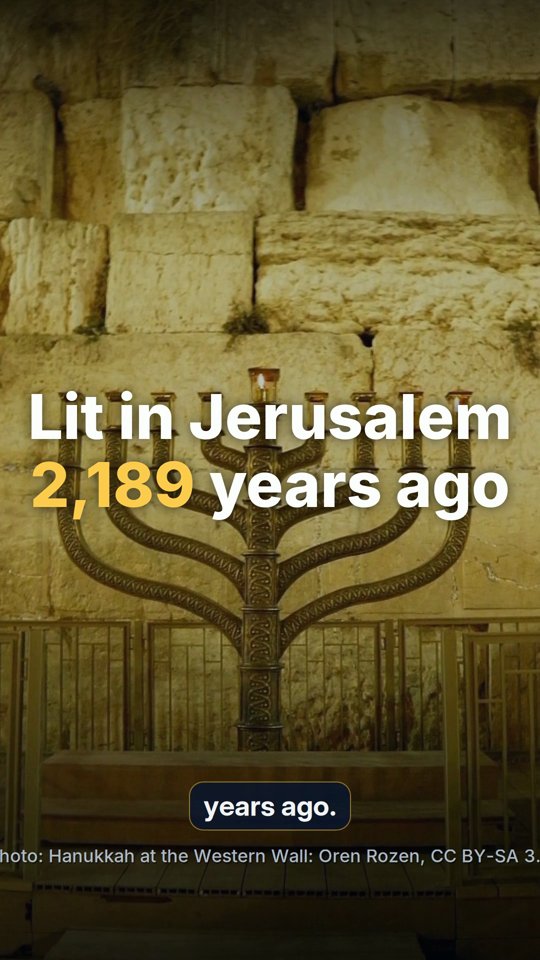 Lit in Jerusalem
2,189 years ago
years ago.
hoto: Hanukkah at the Western Wall: Oren Rozen, CC BY-SA 3.